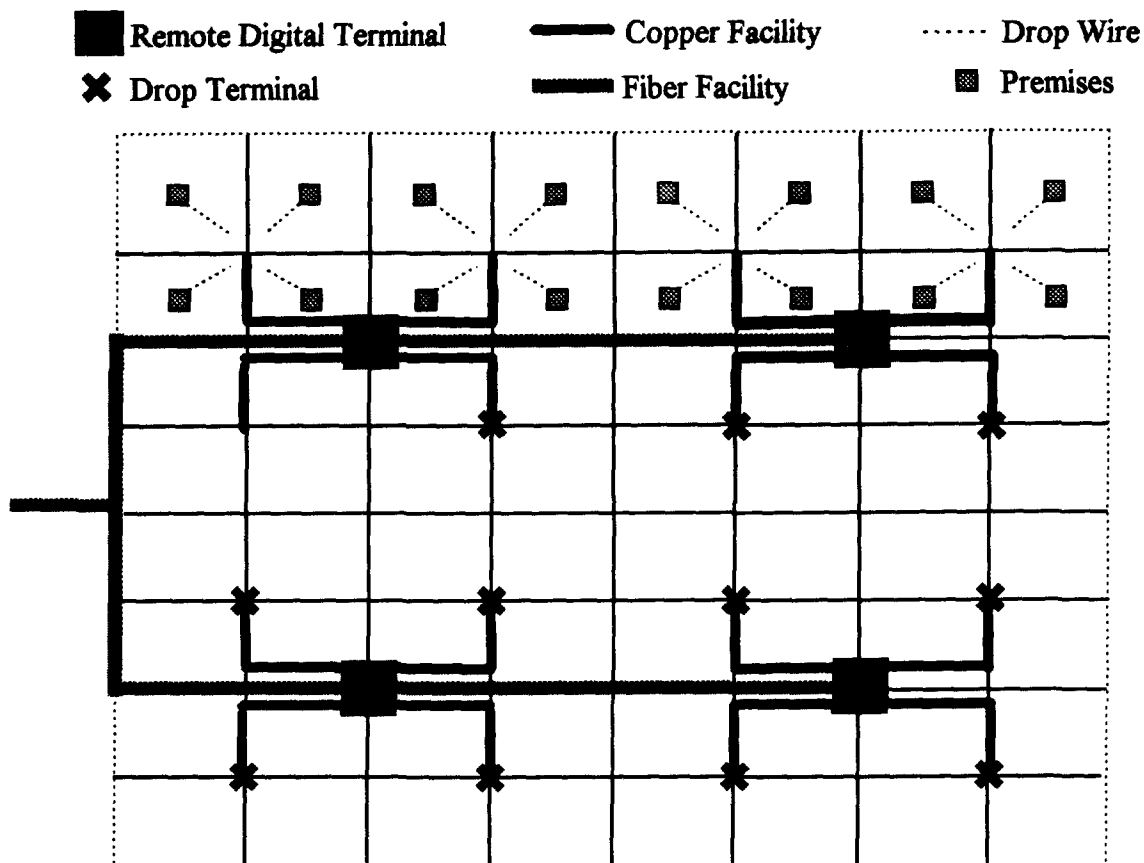 Remote Digital Terminal
Copper Facility
Drop Wire
Drop Terminal
Fiber Facility
Premises